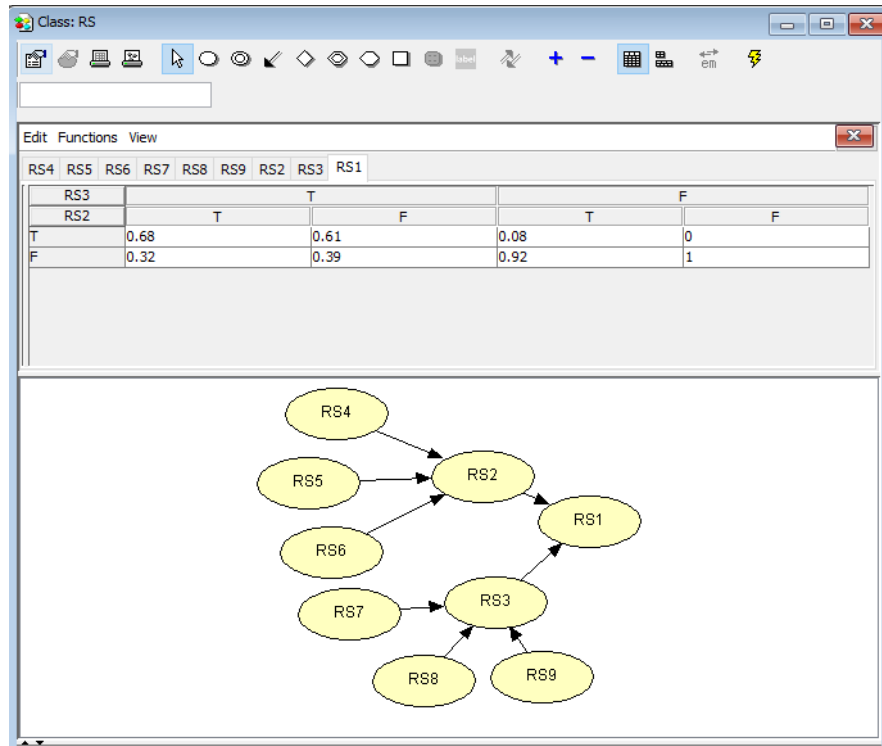 Class: RS
label
em
Edit Functions View
RS4 RS5 RS6 RS7 RS8 RS9 RS2 RS3 RS1
RS3 T F
RS2 T F T F
T 0.68 0.61 0.08 0
F 0.32 0.39 0.92 1
RS4
RS2
RS5
RS1
RS6
RS3
RS7
RS8
RS9